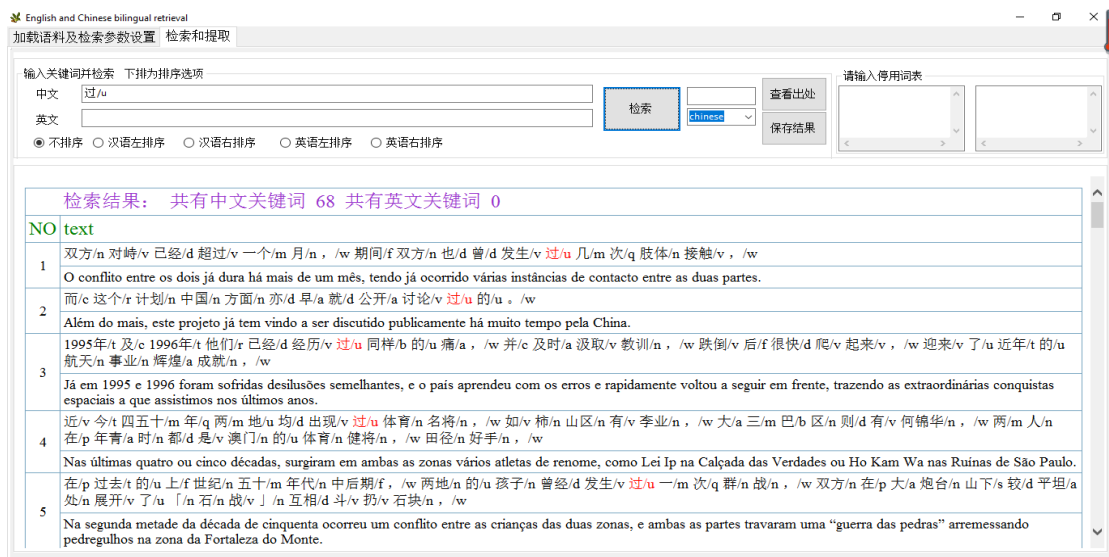 English and Chinese bilingual retrieval
加载语料及检索参数设置 检索和提取
输入关键词并检索 下排为排序选项
请输入停用词表
中文 过/u
检索
查看出处
英文
chinese
保存结果
不排序 汉语左排序 汉语右排序 英语左排序 英语右排序
检索结果： 共有中文关键词 68 共有英文关键词 0
NO text
1
双方/n 对峙/v 已经/d 超过/v 一个/m 月/n ，/w 期间/f 双方/n 也/d 曾/d 发生/v 过/u 几/m 次/q 肢体/n 接触/v ，/w
O conflito entre os dois já dura há mais de um mês, tendo já ocorrido várias instâncias de contacto entre as duas partes.
2
而/c 这个/r 计划/n 中国/n 方面/n 亦/d 早/a 就/d 公开/a 讨论/v 过/u 的/u 。/w
Além do mais, este projeto já tem vindo a ser discutido publicamente há muito tempo pela China.
3
1995年/t 及/c 1996年/t 他们/r 已经/d 经历/v 过/u 同样/b 的/u 痛/a ，/w 并/c 及时/a 汲取/v 教训/n ，/w 跌倒/v 后/f 很快/d 爬/v 起来/v ，/w 迎来/v 了/u 近年/t 的/u
航天/n 事业/n 辉煌/a 成就/n ，/w
Já em 1995 e 1996 foram sofridas desilusões semelhantes, e o país aprendeu com os erros e rapidamente voltou a seguir em frente, trazendo as extraordinárias conquistas
espaciais a que assistimos nos últimos anos.
4
近/v 今/t 四五十/m 年/q 两/m 地/u 均/d 出现/v 过/u 体育/n 名将/n ，/w 如/v 柿/n 山区/n 有/v 李业/n ，/w 大/a 三/m 巴/b 区/n 则/d 有/v 何锦华/n ，/w 两/m 人/n
在/p 年青/a 时/n 都/d 是/v 澳门/n 的/u 体育/n 健将/n ，/w 田径/n 好手/n ，/w
Nas últimas quatro ou cinco décadas, surgiram em ambas as zonas vários atletas de renome, como Lei Ip na Calçada das Verdades ou Ho Kam Wa nas Ruínas de São Paulo.
5
在/p 过去/t 的/u 上/f 世纪/n 五十/m 年代/n 中后期/f ，/w 两地/n 的/u 孩子/n 曾经/d 发生/v 过/u 一/m 次/q 群/n 战/n ，/w 双方/n 在/p 大/a 炮台/n 山下/s 较/d 平坦/a
处/n 展开/v 了/u 「/n 石/n 战/v 」/n 互相/d 斗/v 扔/v 石块/n ，/w
Na segunda metade da década de cinquenta ocorreu um conflito entre as crianças das duas zonas, e ambas as partes travaram uma “guerra das pedras” arremessando
pedregulhos na zona da Fortaleza do Monte.